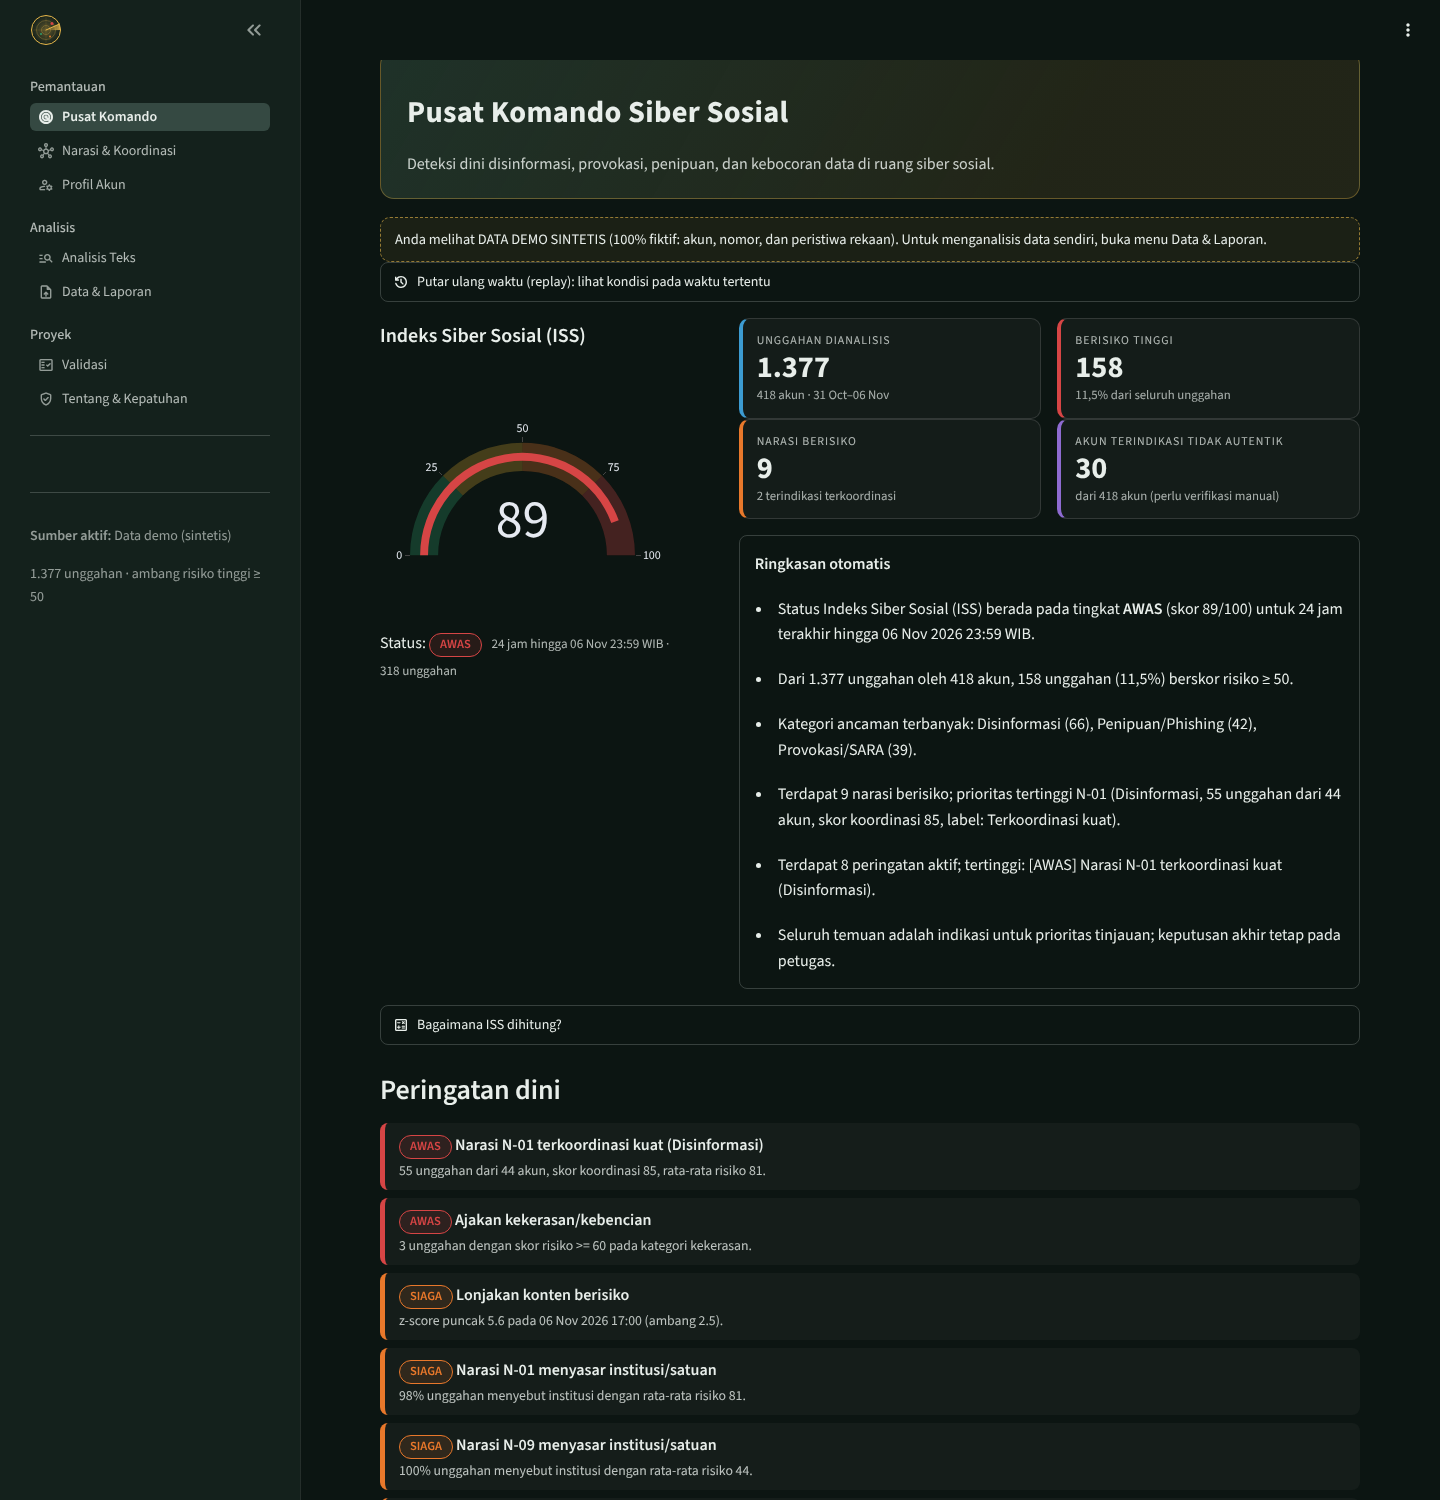 Pemantauan
Pusat Komando
Narasi & Koordinasi
Profil Akun
Analisis
Analisis Teks
Data & Laporan
Proyek
Validasi
Tentang & Kepatuhan
Sumber aktif: Data demo (sintetis)
1.377 unggahan · ambang risiko tinggi ≥
50
Pusat Komando Siber Sosial
Deteksi dini disinformasi, provokasi, penipuan, dan kebocoran data di ruang siber sosial.
Anda melihat DATA DEMO SINTETIS (100% fiktif: akun, nomor, dan peristiwa rekaan). Untuk menganalisis data sendiri, buka menu Data & Laporan.
Putar ulang waktu (replay): lihat kondisi pada waktu tertentu
Indeks Siber Sosial (ISS)
0
25
50
75
100
89
Status: AWAS 24 jam hingga 06 Nov 23:59 WIB ·
318 unggahan
UNGGAHAN DIANALISIS
1.377
418 akun · 31 Oct–06 Nov
BERISIKO TINGGI
158
11,5% dari seluruh unggahan
NARASI BERISIKO
9
2 terindikasi terkoordinasi
AKUN TERINDIKASI TIDAK AUTENTIK
30
dari 418 akun (perlu verifikasi manual)
Ringkasan otomatis
• Status Indeks Siber Sosial (ISS) berada pada tingkat AWAS (skor 89/100) untuk 24 jam
terakhir hingga 06 Nov 2026 23:59 WIB.
• Dari 1.377 unggahan oleh 418 akun, 158 unggahan (11,5%) berskor risiko ≥ 50.
• Kategori ancaman terbanyak: Disinformasi (66), Penipuan/Phishing (42),
Provokasi/SARA (39).
• Terdapat 9 narasi berisiko; prioritas tertinggi N-01 (Disinformasi, 55 unggahan dari 44
akun, skor koordinasi 85, label: Terkoordinasi kuat).
• Terdapat 8 peringatan aktif; tertinggi: [AWAS] Narasi N-01 terkoordinasi kuat
(Disinformasi).
• Seluruh temuan adalah indikasi untuk prioritas tinjauan; keputusan akhir tetap pada
petugas.
Bagaimana ISS dihitung?
Peringatan dini
AWAS Narasi N-01 terkoordinasi kuat (Disinformasi)
55 unggahan dari 44 akun, skor koordinasi 85, rata-rata risiko 81.
AWAS Ajakan kekerasan/kebencian
3 unggahan dengan skor risiko >= 60 pada kategori kekerasan.
SIAGA Lonjakan konten berisiko
z-score puncak 5.6 pada 06 Nov 2026 17:00 (ambang 2.5).
SIAGA Narasi N-01 menyasar institusi/satuan
98% unggahan menyebut institusi dengan rata-rata risiko 81.
SIAGA Narasi N-09 menyasar institusi/satuan
100% unggahan menyebut institusi dengan rata-rata risiko 44.